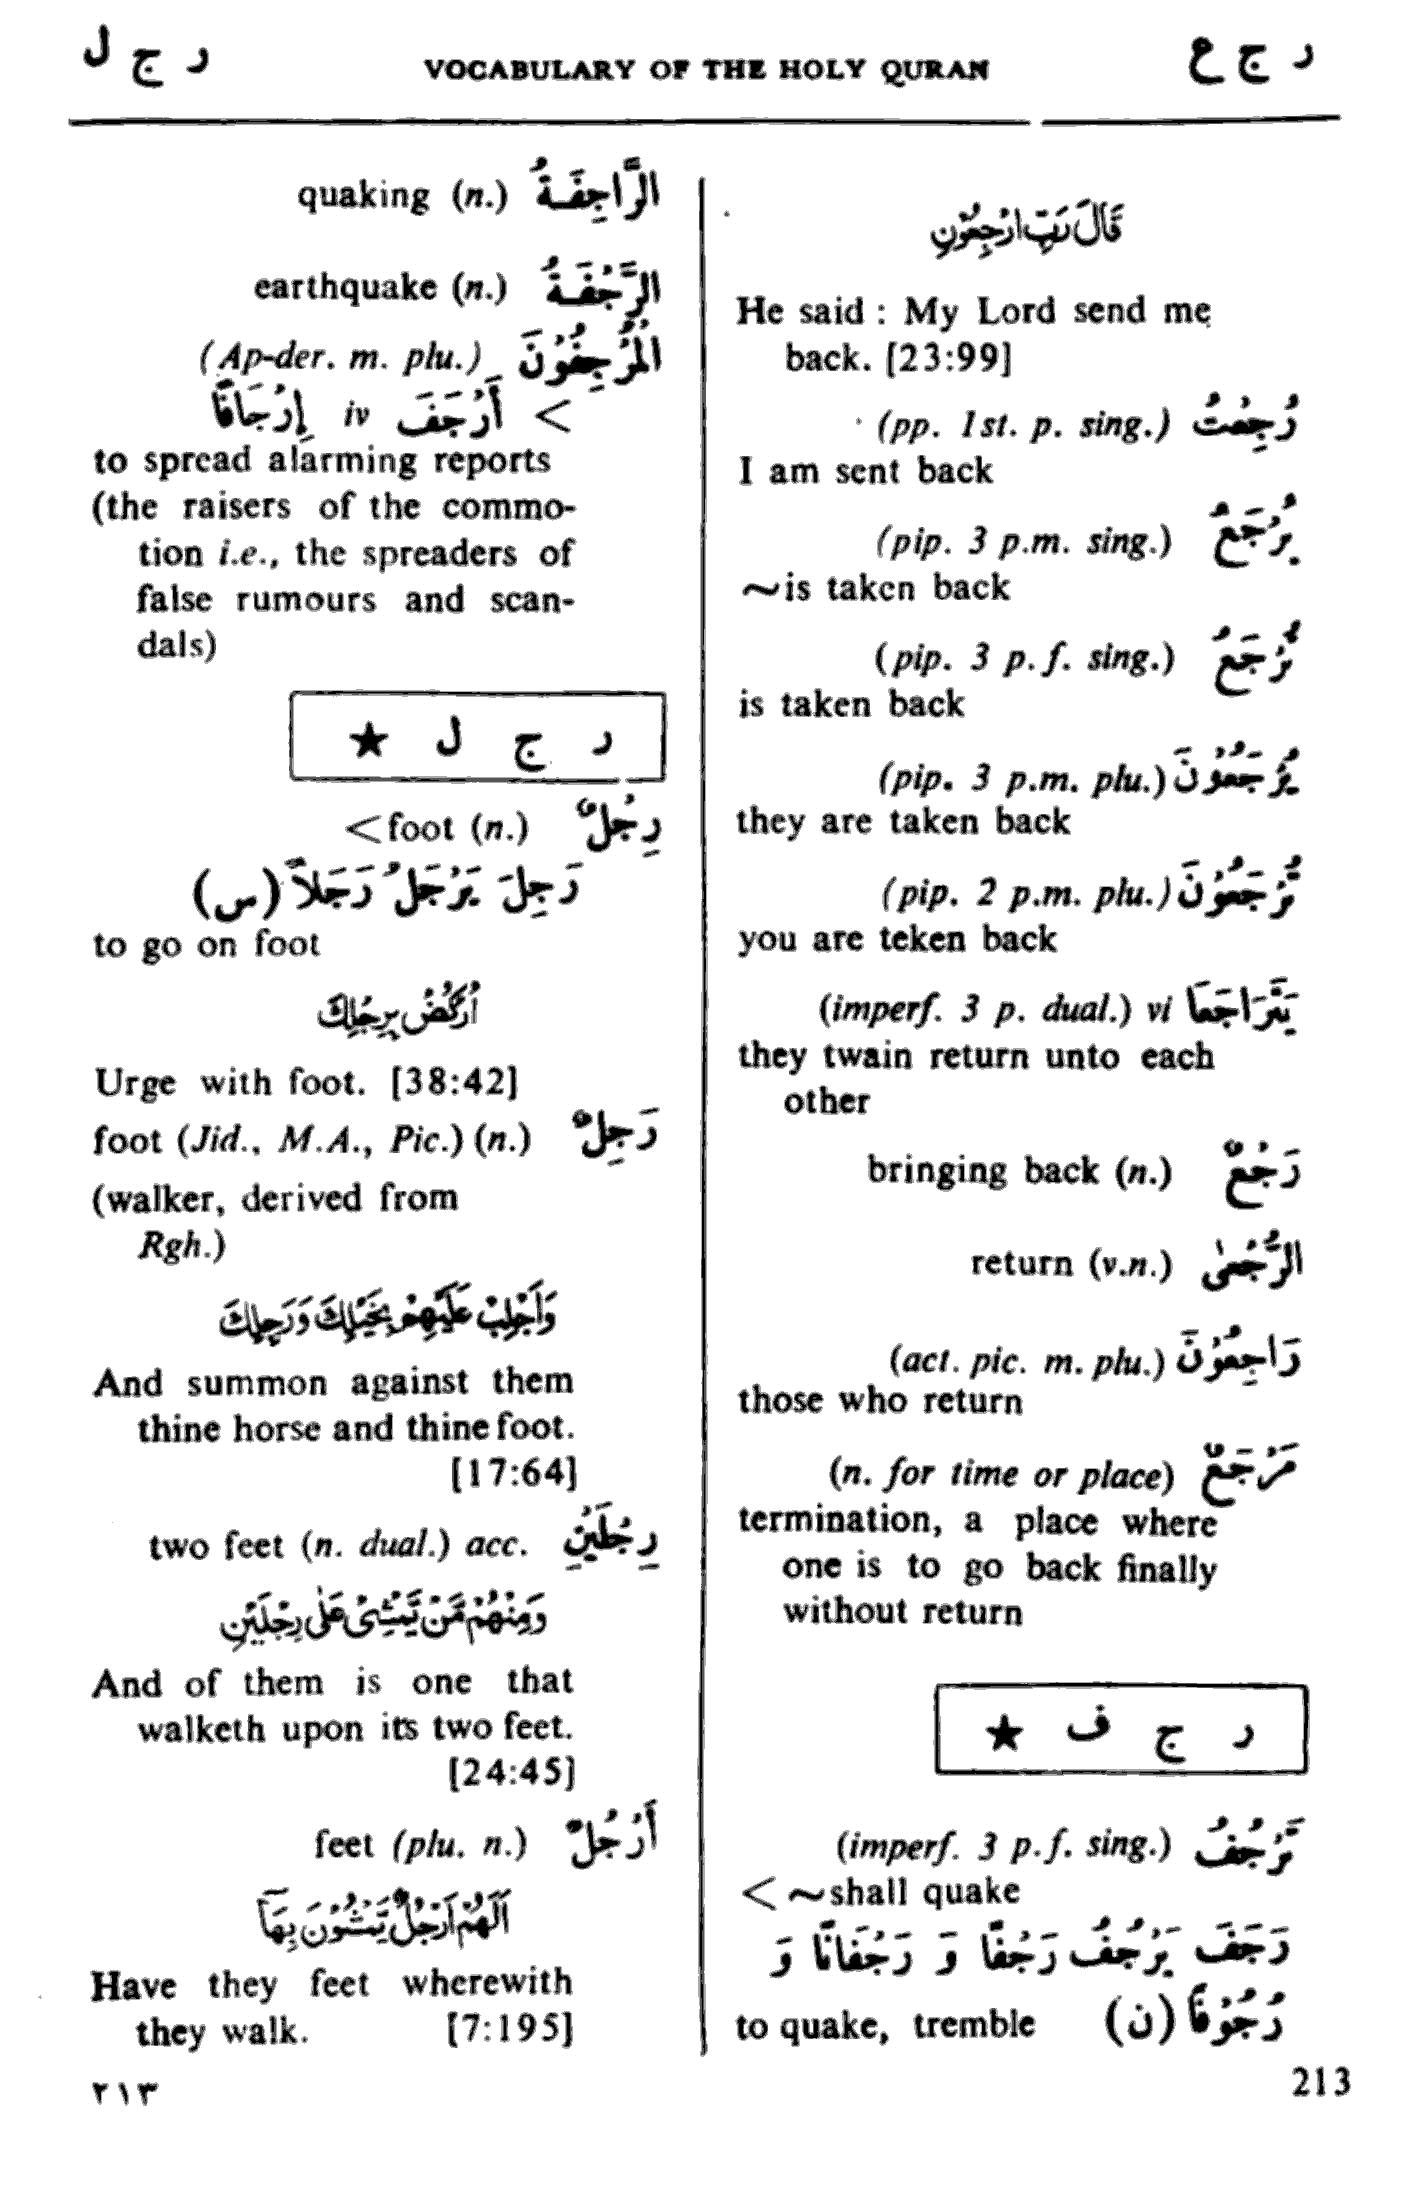 ر ج ع
VOCABULARY OF THE HOLY QURAN
ر ج ل
قَالَ رَبِّ ارْجِعُوْنِ
He said : My Lord send me
back. [23:99]
(pp. 1st. p. sing.) رُجِعْتُ
I am sent back
(pip. 3 p.m. sing.) يُرْجَعُ
~is taken back
(pip. 3 p.f. sing.) تُرْجَعُ
is taken back
(pip. 3 p.m. plu.) يُرْجَعُوْنَ
they are taken back
(pip. 2 p.m. plu.) تُرْجَعُوْنَ
you are teken back
(imperf. 3 p. dual.) vi يَتَرَاجَعَا
they twain return unto each
other
bringing back (n.) رَجْعٌ
return (v.n.) الرُّجْعٰى
(act. pic. m. plu.) رَاجِعُوْنَ
those who return
(n. for time or place) مَرْجَعٌ
termination, a place where
one is to go back finally
without return
ر ج ف ★
(imperf. 3 p.f. sing.) تَرْجُفُ
< ~shall quake
رَجَفَ يَرْجُفُ رَجْفًا وَ رَجْفَانًا وَ
to quake, tremble رُجُوْفًا (ن)
quaking (n.) الرَّاجِفَةُ
earthquake (n.) الرَّجْفَةُ
(Ap-der. m. plu.) الْمُرْجِفُوْنَ
< أَرْجَفَ iv إِرْجَافًا
to spread alarming reports
(the raisers of the commo-
tion i.e., the spreaders of
false rumours and scan-
dals)
ر ج ل ★
<foot (n.) رِجْلٌ
رَجِلَ يَرْجَلُ رَجَلاً (س)
to go on foot
اُرْكُضْ بِرِجْلِكَ
Urge with foot. [38:42]
foot (Jid., M.A., Pic.) (n.) رَجِلٌ
(walker, derived from
Rgh.)
وَاَجْلِبْ عَلَيْهِمْ بِخَيْلِكَ وَرَجِلِكَ
And summon against them
thine horse and thine foot.
[17:64]
two feet (n. dual.) acc. رِجْلَيْنِ
وَمِنْهُمْ مَّنْ يَّمْشِىْ عَلٰى رِجْلَيْنِ
And of them is one that
walketh upon its two feet.
[24:45]
feet (plu. n.) أَرْجُلٌ
اَلَهُمْ اَرْجُلٌ يَّمْشُوْنَ بِهَآ
Have they feet wherewith
they walk. [7:195]
٢١٣
213